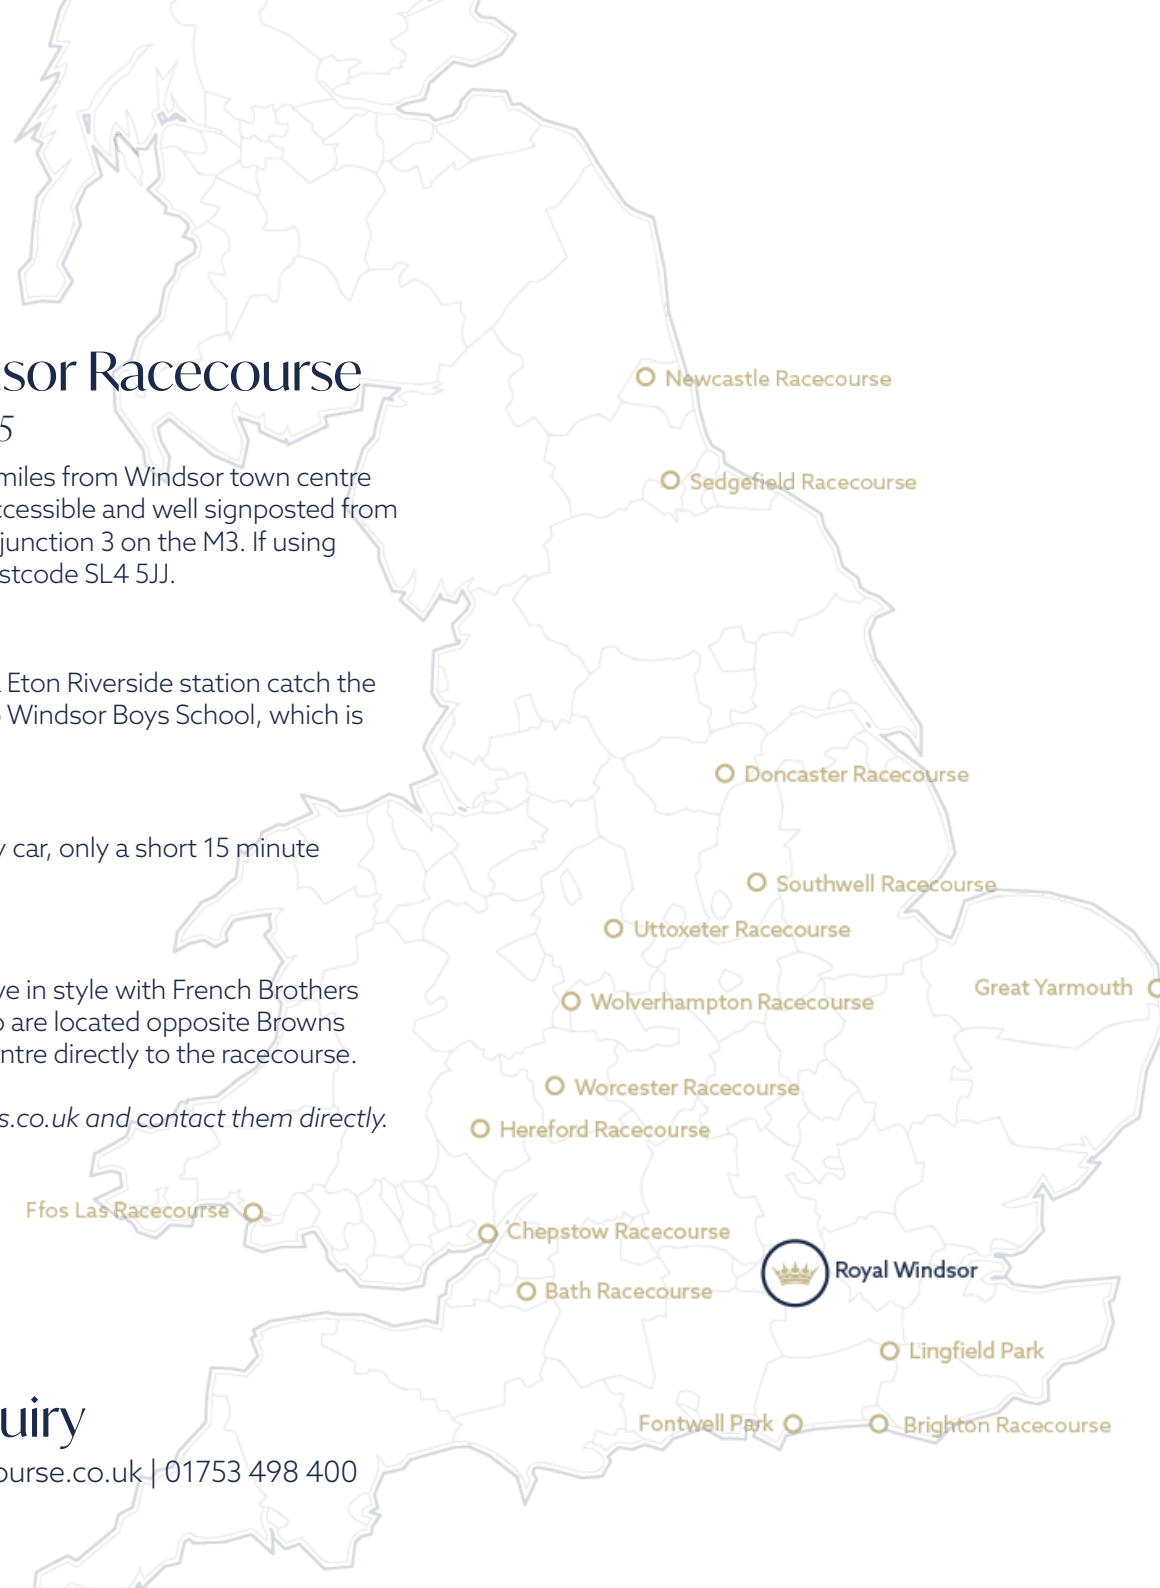 sor Racecourse
5
miles from Windsor town centre
ccessible and well signposted from
junction 3 on the M3. If using
stcode SL4 5JJ.
Eton Riverside station catch the
Windsor Boys School, which is
y car, only a short 15 minute
ve in style with French Brothers
o are located opposite Browns
ntre directly to the racecourse.
s.co.uk and contact them directly.
uiry
ourse.co.uk | 01753 498 400
Newcastle Racecourse
Sedgefield Racecourse
Doncaster Racecourse
Southwell Racecourse
Uttoxeter Racecourse
Great Yarmouth
Wolverhampton Racecourse
Worcester Racecourse
Hereford Racecourse
Ffos Las Racecourse
Chepstow Racecourse
Royal Windsor
Bath Racecourse
Lingfield Park
Fontwell Park
Brighton Racecourse